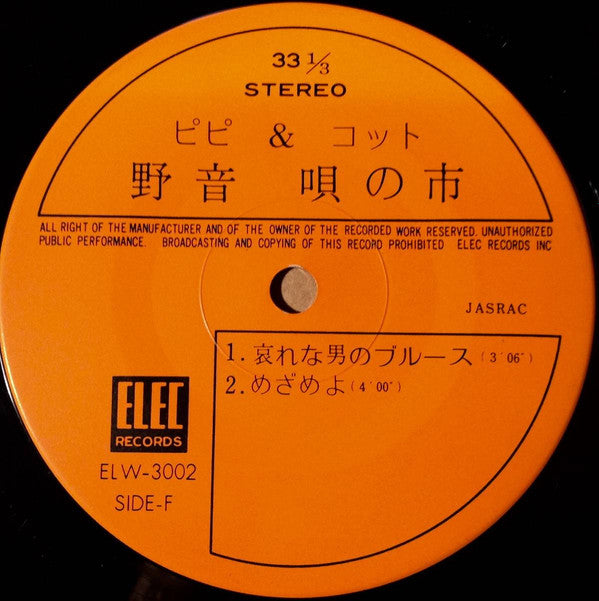 33 1/3
STEREO
ピピ & コット
野音 唄の市
ALL RIGHT OF THE MANUFACTURER AND OF THE OWNER OF THE RECORDED WORK RESERVED. UNAUTHORIZED
PUBLIC PERFORMANCE. BROADCASTING AND COPYING OF THIS RECORD PROHIBITED ELEC RECORDS INC
JASRAC
1. 哀れな男のブルース (3′06″)
2. めざめよ (4′00″)
ELEC
RECORDS
ELW-3002
SIDE-F